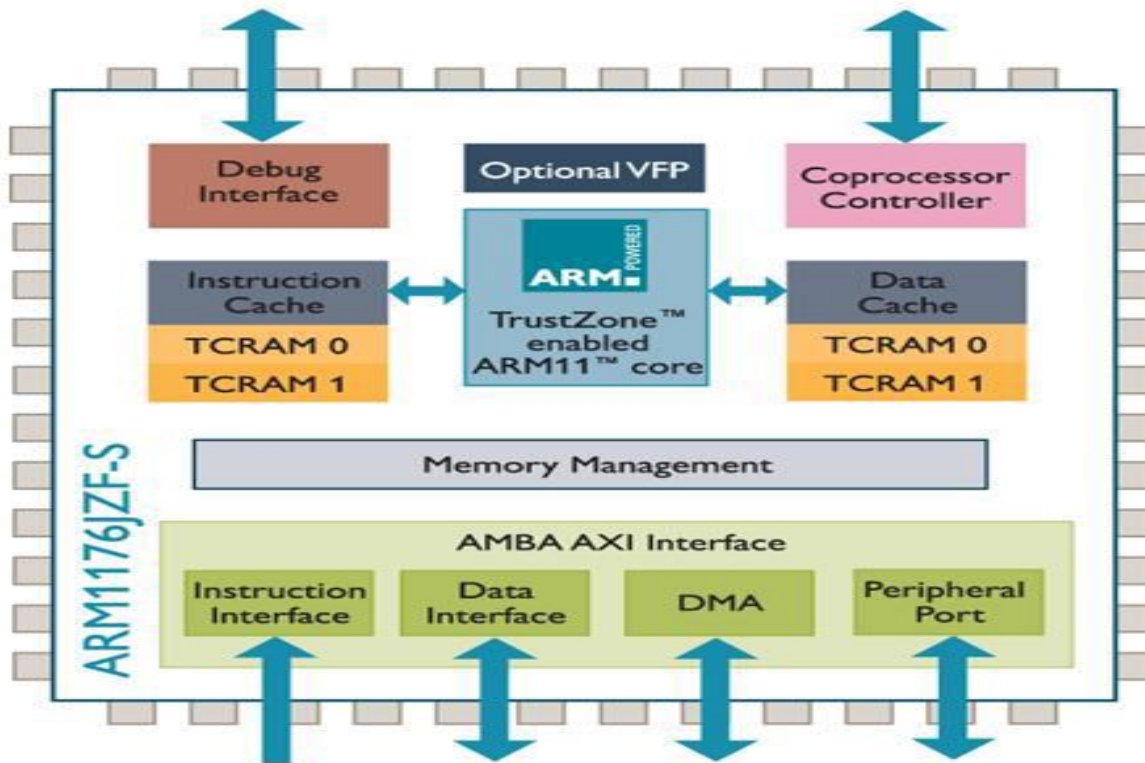 Debug
Interface
Optional VFP
Coprocessor
Controller
Instruction
Cache
TCRAM 0
TCRAM 1
ARM POWERED
TrustZone™
enabled
ARM11™ core
Data
Cache
TCRAM 0
TCRAM 1
Memory Management
ARM1176JZF-S
AMBA AXI Interface
Instruction
Interface
Data
Interface
DMA
Peripheral
Port